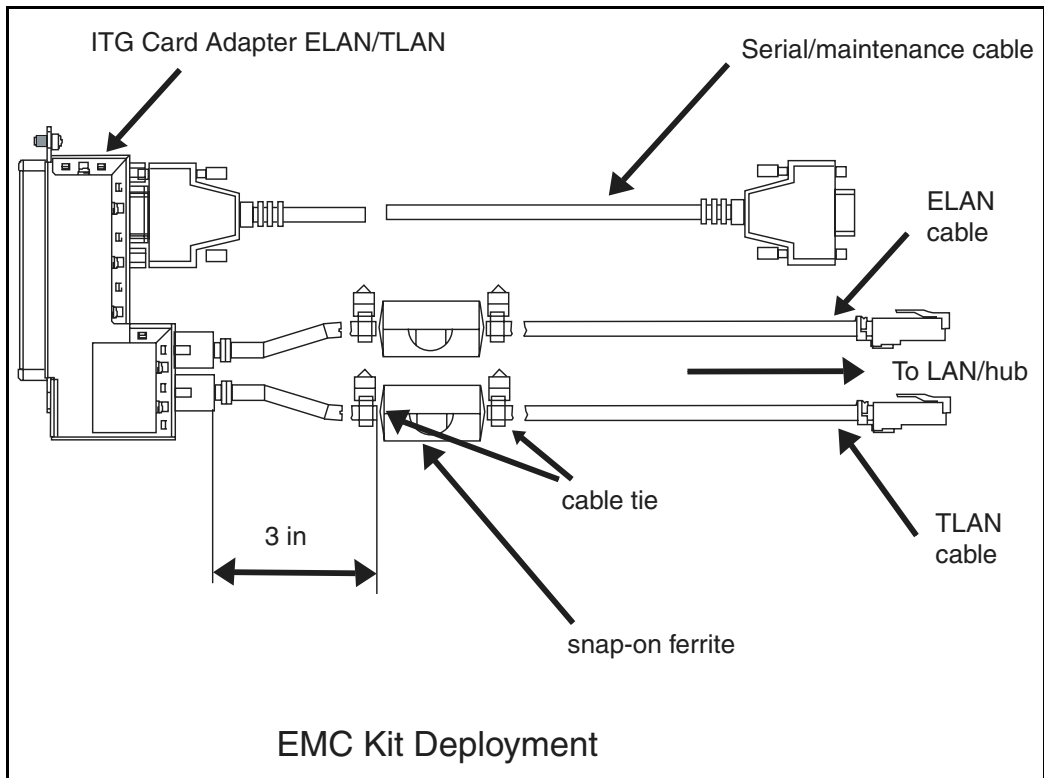 ITG Card Adapter ELAN/TLAN
Serial/maintenance cable
ELAN
cable
To LAN/hub
cable tie
TLAN
cable
3 in
snap-on ferrite
EMC Kit Deployment